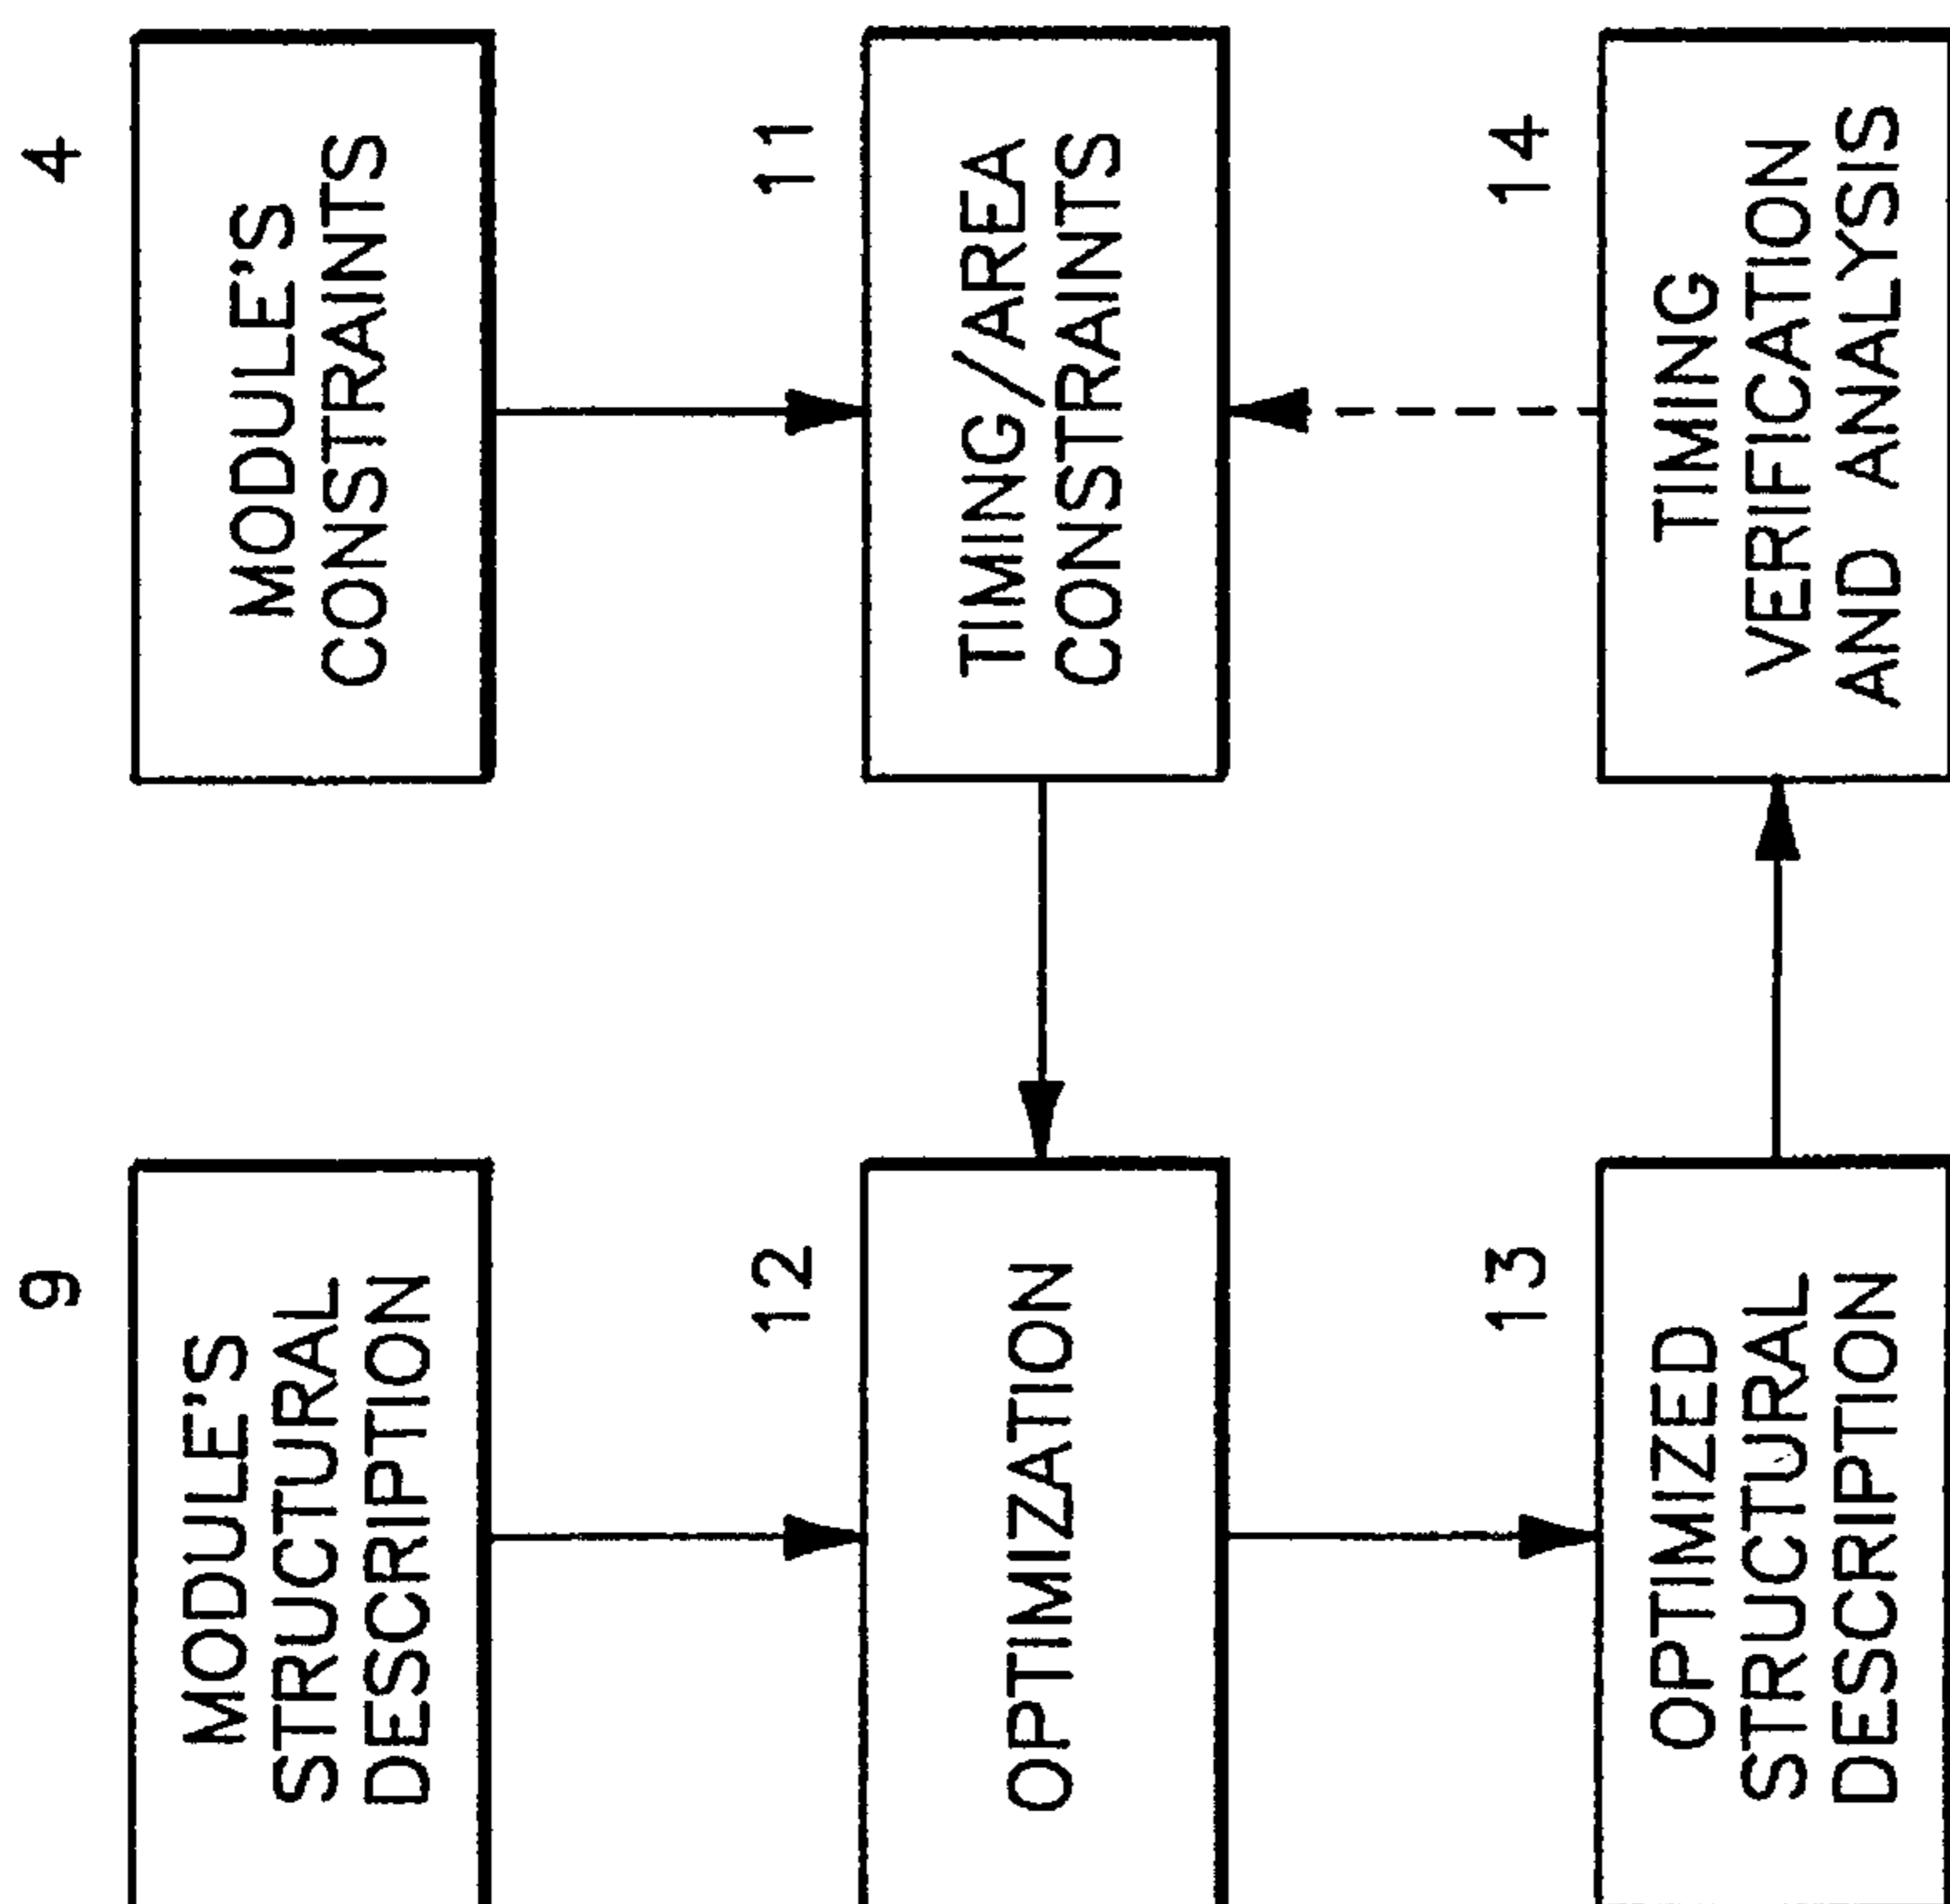 9
MODULE'S
STRUCTURAL
DESCRIPTION
4
MODULE'S
CONSTRAINTS
12
OPTIMIZATION
11
TIMING/AREA
CONSTRAINTS
13
OPTIMIZED
STRUCTURAL
DESCRIPTION
14
TIMING
VERIFICATION
AND ANALYSIS